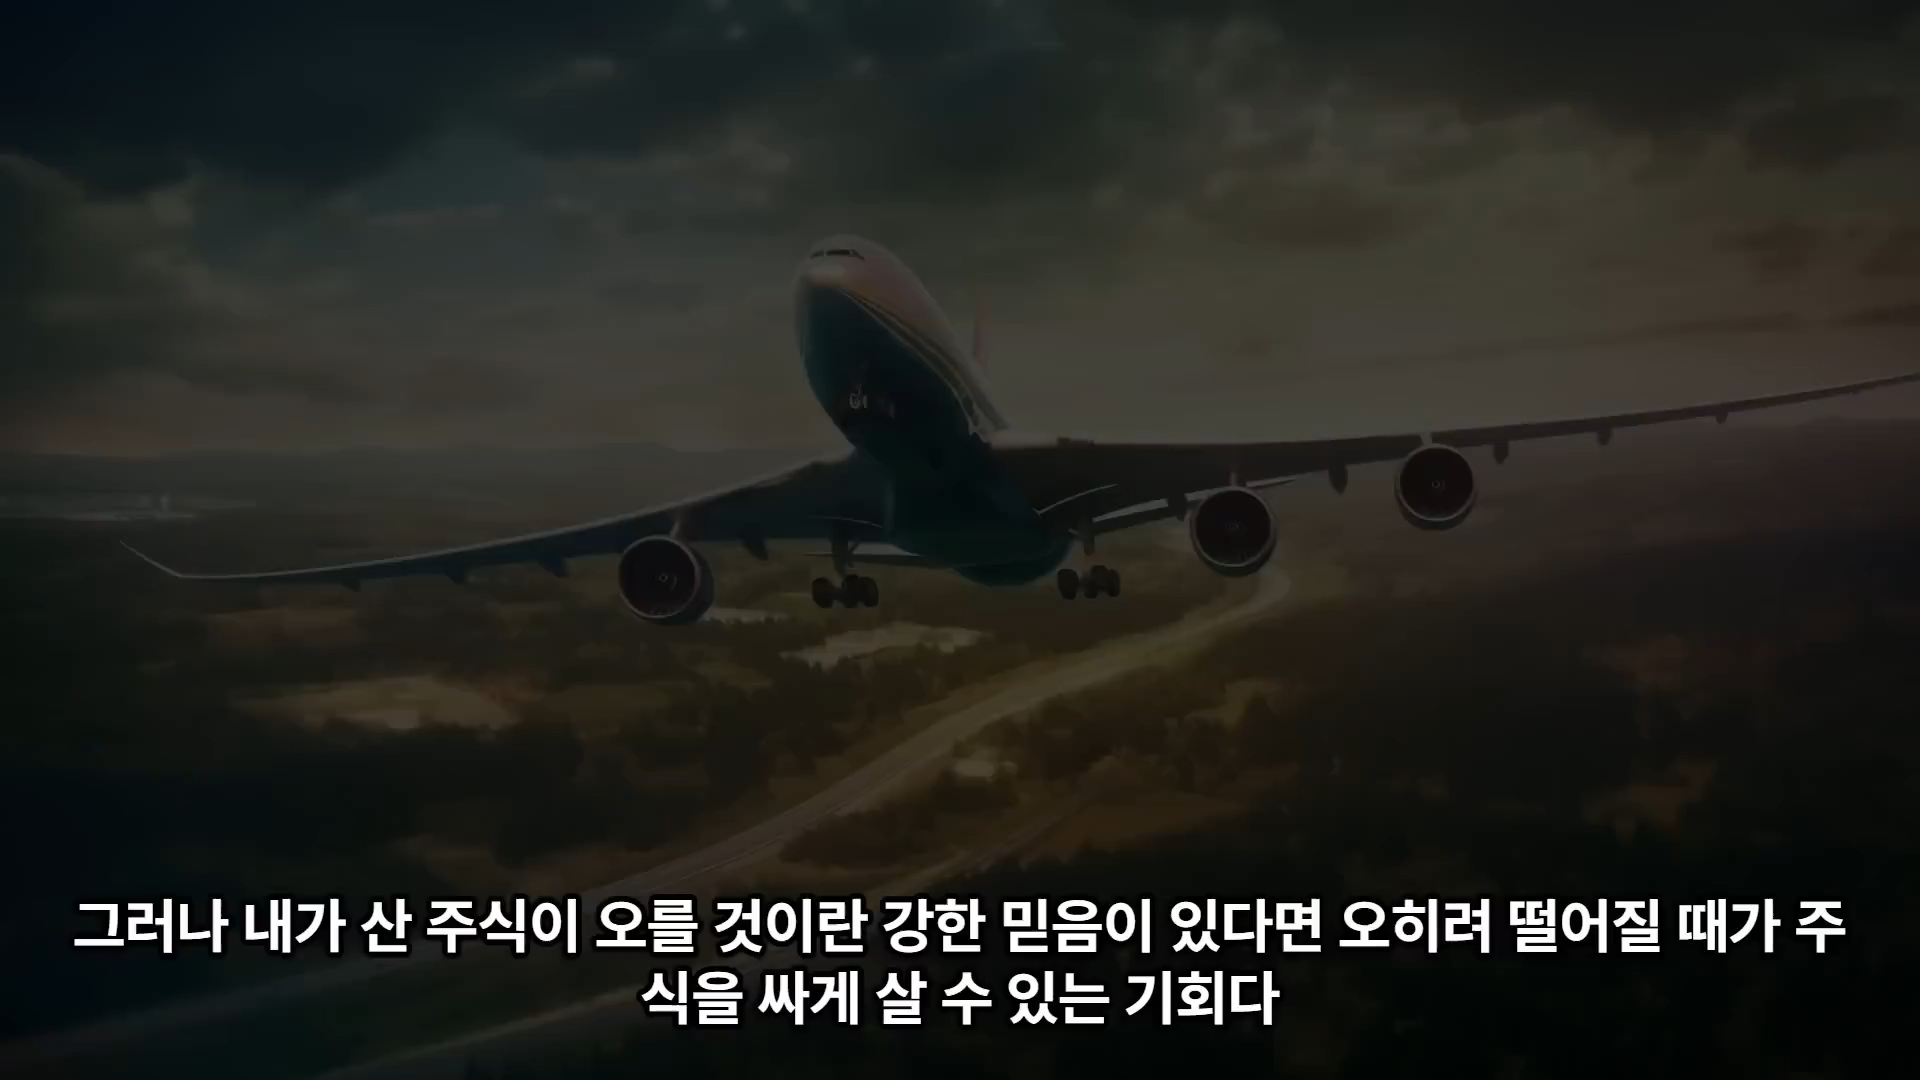 그러나 내가 산 주식이 오를 것이란 강한 믿음이 있다면 오히려 떨어질 때가 주
식을 싸게 살 수 있는 기회다